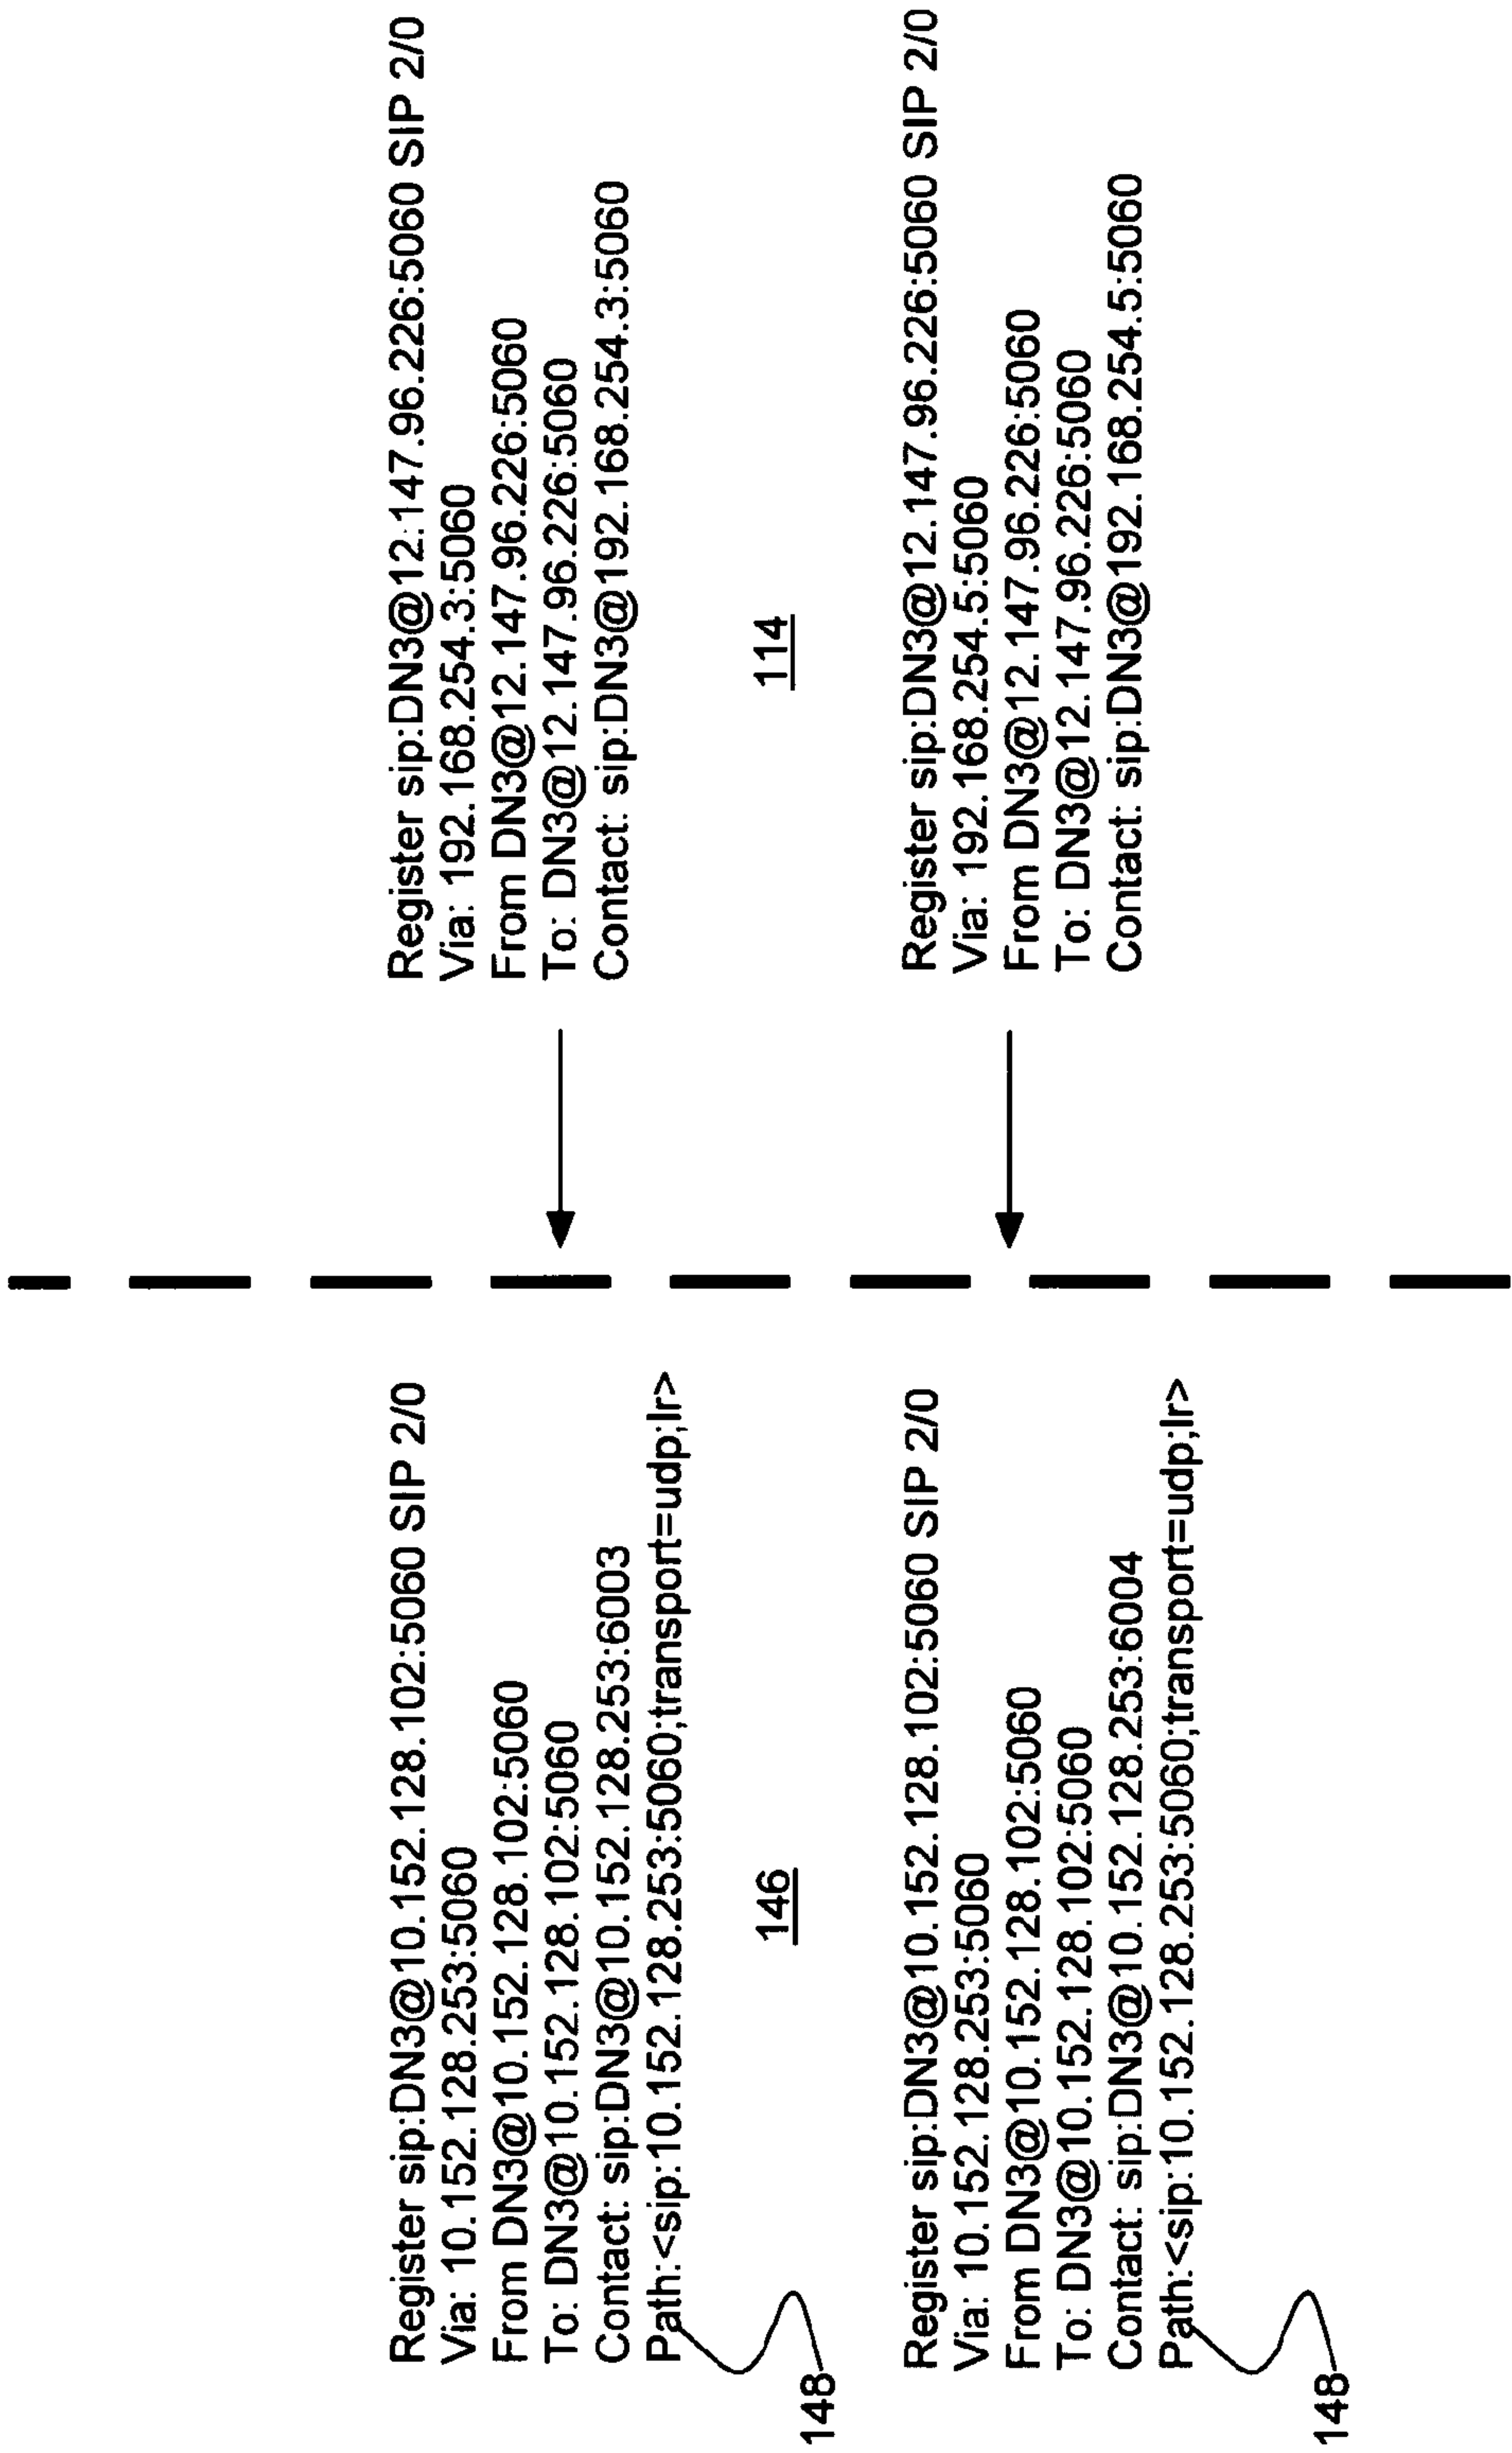 Register sip:DN3@10.152.128.102:5060 SIP 2/0
Via: 10.152.128.253:5060
From DN3@10.152.128.102:5060
To: DN3@10.152.128.102:5060
Contact: sip:DN3@10.152.128.253:6003
Path:<sip:10.152.128.253:5060;transport=udp;lr>
148
146
Register sip:DN3@10.152.128.102:5060 SIP 2/0
Via: 10.152.128.253:5060
From DN3@10.152.128.102:5060
To: DN3@10.152.128.102:5060
Contact: sip:DN3@10.152.128.253:6004
Path:<sip:10.152.128.253:5060;transport=udp;lr>
148
Register sip:DN3@12.147.96.226:5060 SIP 2/0
Via: 192.168.254.3:5060
From DN3@12.147.96.226:5060
To: DN3@12.147.96.226:5060
Contact: sip:DN3@192.168.254.3:5060
114
Register sip:DN3@12.147.96.226:5060 SIP 2/0
Via: 192.168.254.5:5060
From DN3@12.147.96.226:5060
To: DN3@12.147.96.226:5060
Contact: sip:DN3@192.168.254.5:5060